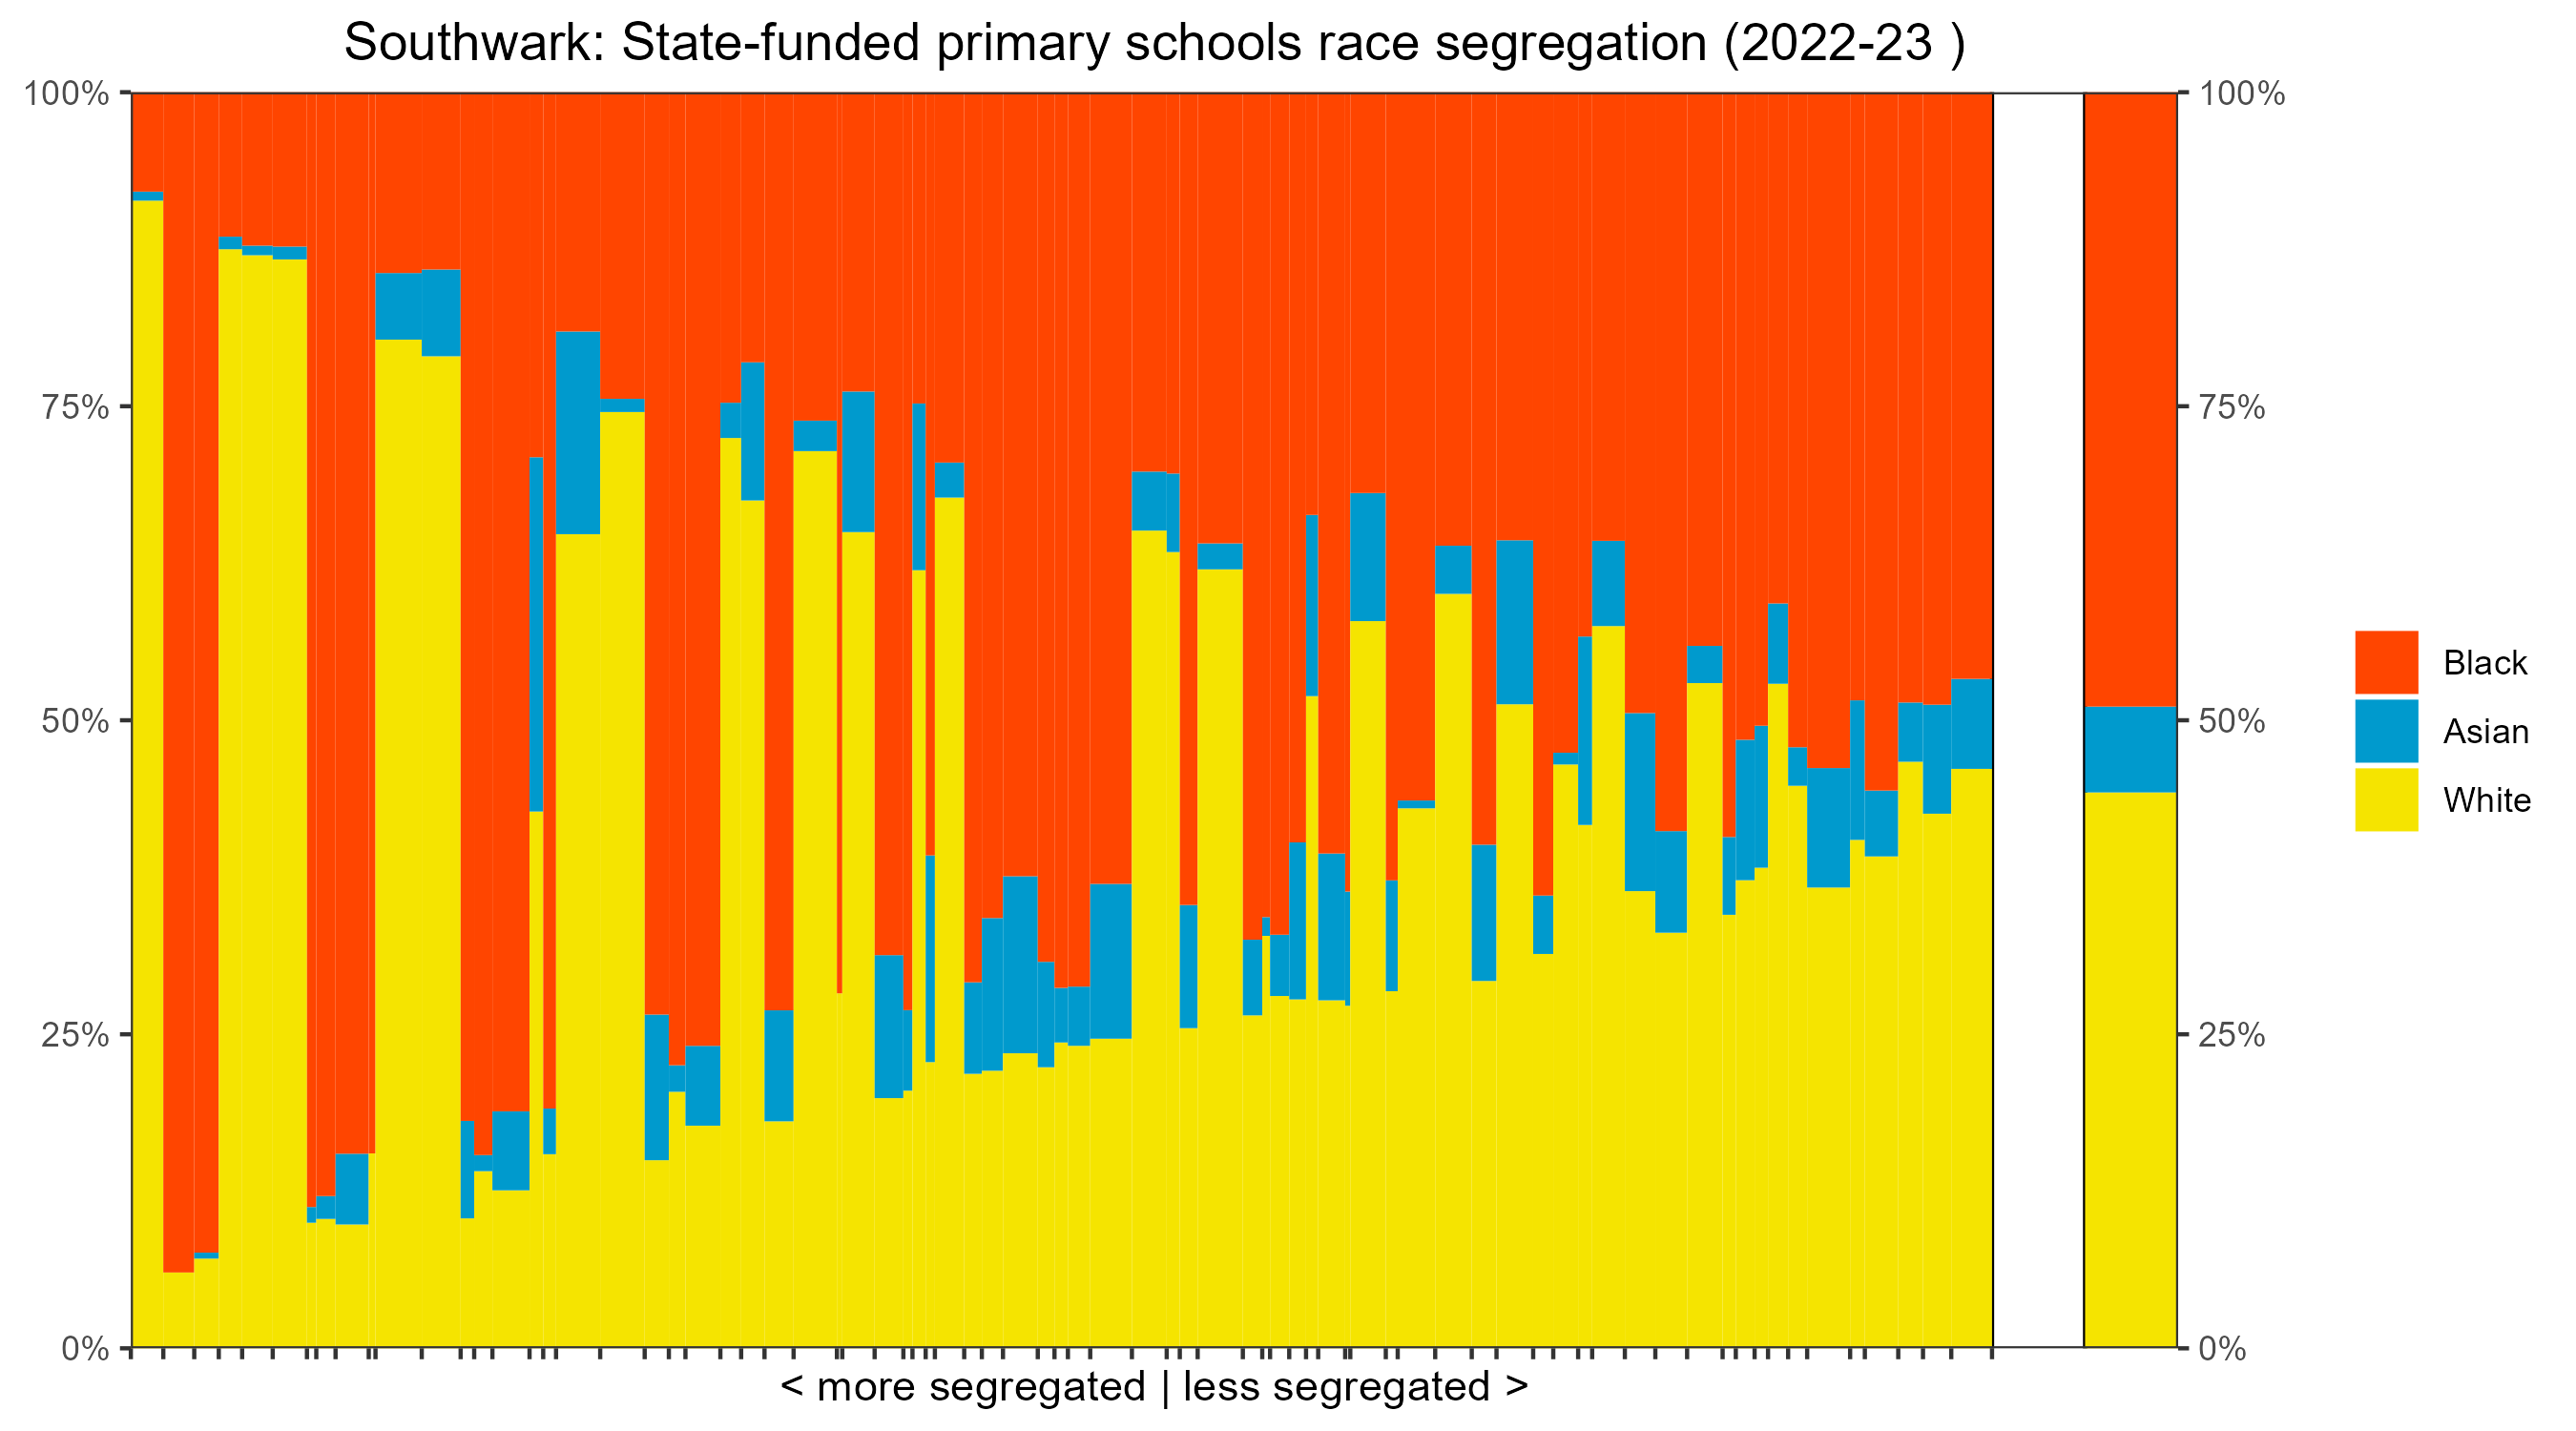 Southwark: State-funded primary schools race segregation (2022-23 )
100%
75%
50%
25%
0%
100%
75%
50%
25%
0%
Black
Asian
White
< more segregated | less segregated >